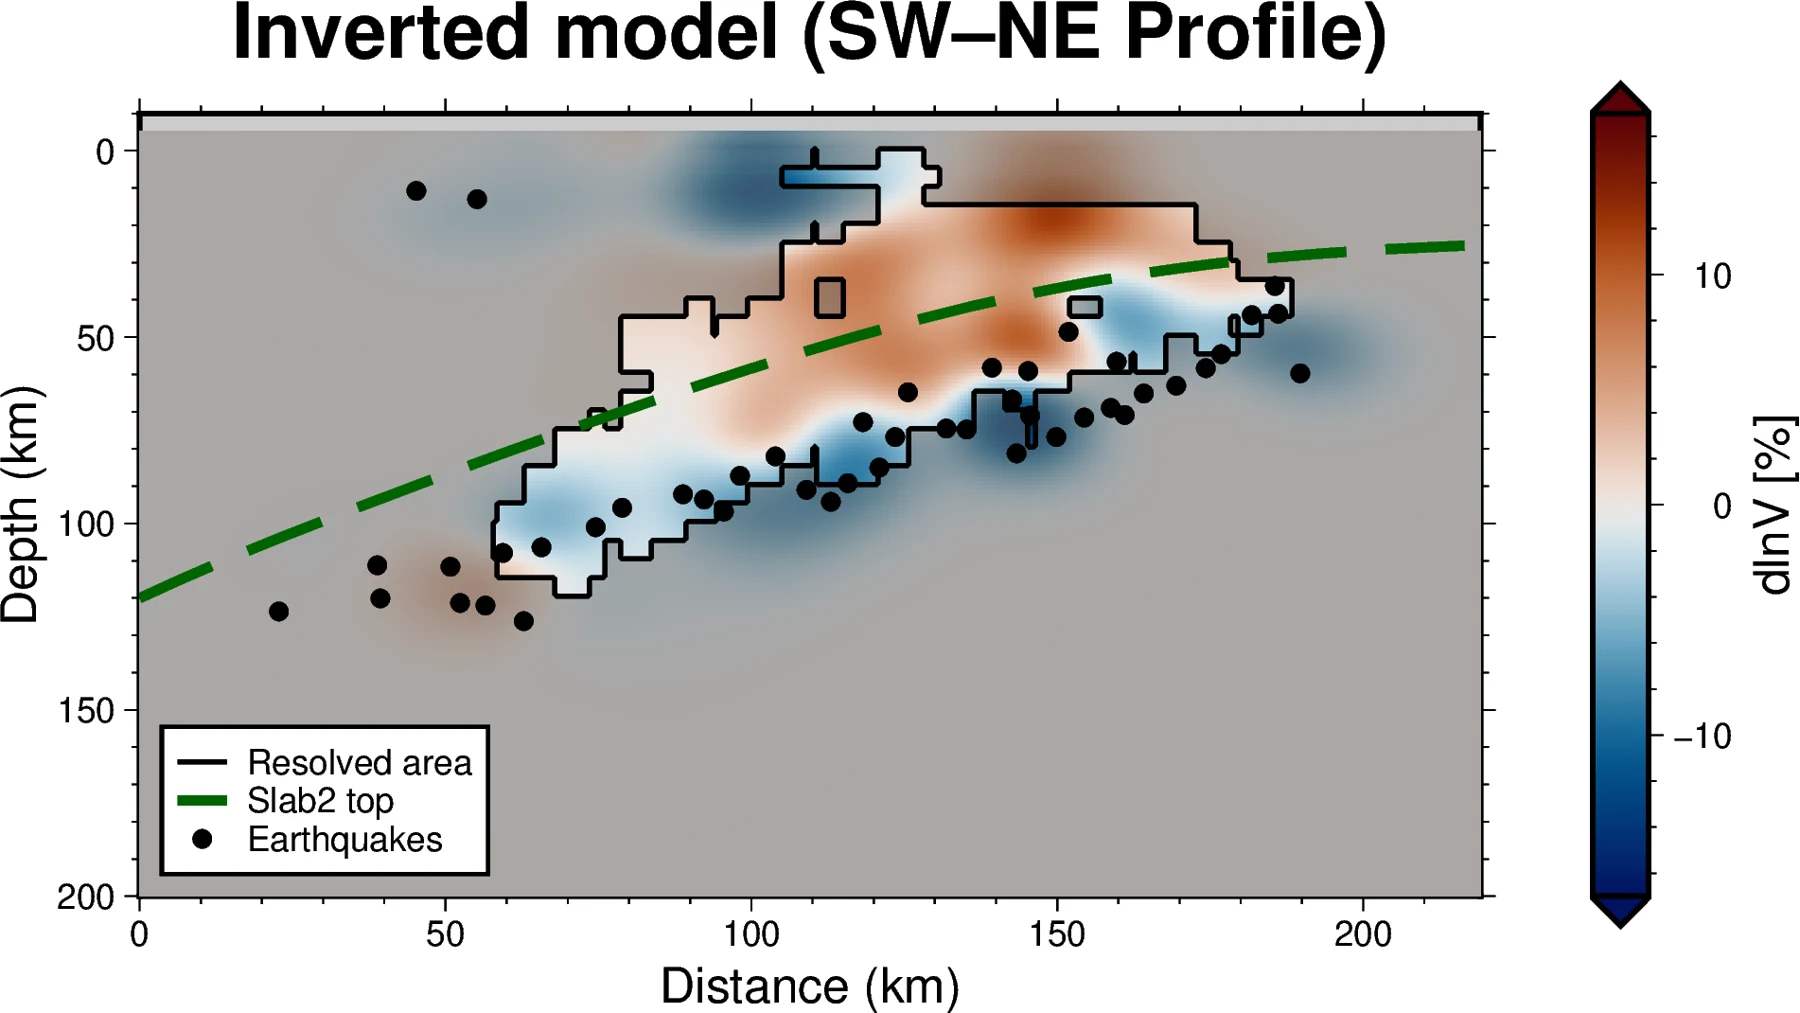 Inverted model (SW–NE Profile)
0
50
100
150
200
Depth (km)
Resolved area
Slab2 top
Earthquakes
0
50
100
150
200
Distance (km)
10
0
−10
dlnV [%]